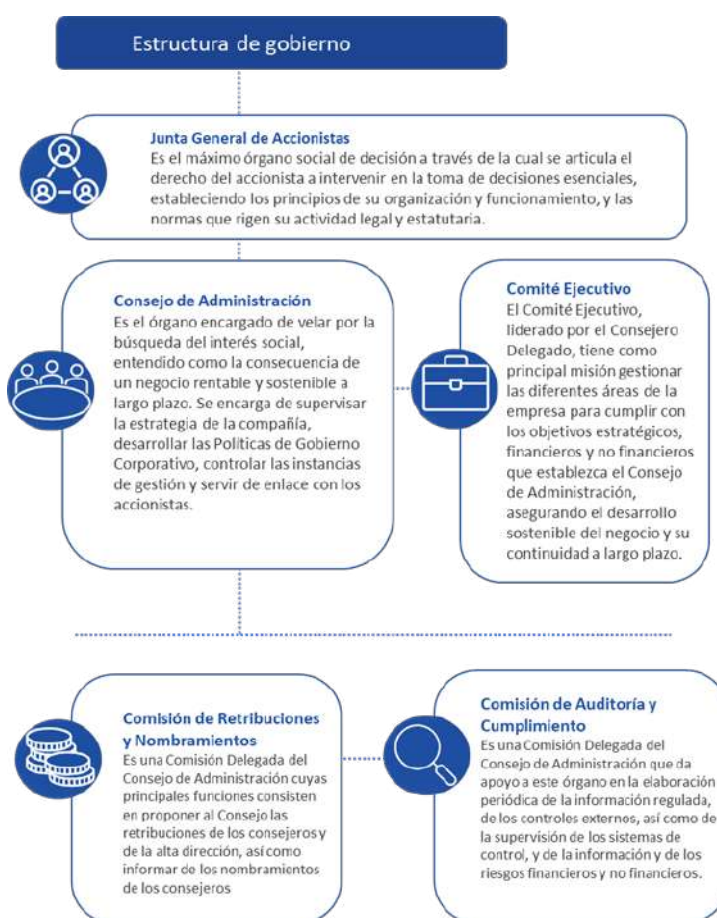 Estructura de gobierno
Junta General de Accionistas
Es el máximo órgano social de decisión a través de la cual se articula el
derecho del accionista a intervenir en la toma de decisiones esenciales,
estableciendo los principios de su organización y funcionamiento, y las
normas que rigen su actividad legal y estatutaria.
Consejo de Administración
Es el órgano encargado de velar por la
búsqueda del interés social,
entendido como la consecuencia de
un negocio rentable y sostenible a
largo plazo. Se encarga de supervisar
la estrategia de la compañía,
desarrollar las Políticas de Gobierno
Corporativo, controlar las instancias
de gestión y servir de enlace con los
accionistas.
Comité Ejecutivo
El Comité Ejecutivo,
liderado por el Consejero
Delegado, tiene como
principal misión gestionar
las diferentes áreas de la
empresa para cumplir con
los objetivos estratégicos,
financieros y no financieros
que establezca el Consejo
de Administración,
asegurando el desarrollo
sostenible del negocio y su
continuidad a largo plazo.
Comisión de Retribuciones
y Nombramientos
Es una Comisión Delegada del
Consejo de Administración cuyas
principales funciones consisten
en proponer al Consejo las
retribuciones de los consejeros y
de la alta dirección, así como
informar de los nombramientos
de los consejeros
Comisión de Auditoría y
Cumplimiento
Es una Comisión Delegada del
Consejo de Administración que da
apoyo a este órgano en la elaboración
periódica de la información regulada,
de los controles externos, así como de
la supervisión de los sistemas de
control, y de la información y de los
riesgos financieros y no financieros.